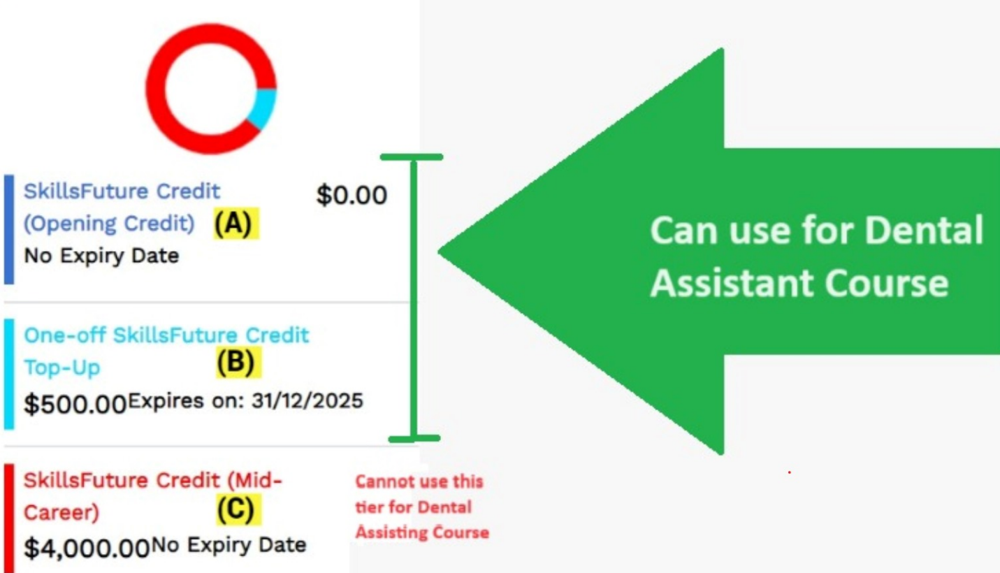 SkillsFuture Credit $0.00
(Opening Credit) (A)
No Expiry Date
Can use for Dental
Assistant Course
One-off SkillsFuture Credit
Top-Up (B)
$500.00Expires on: 31/12/2025
SkillsFuture Credit (Mid-
Career) (C)
$4,000.00No Expiry Date
Cannot use this
tier for Dental
Assisting Course